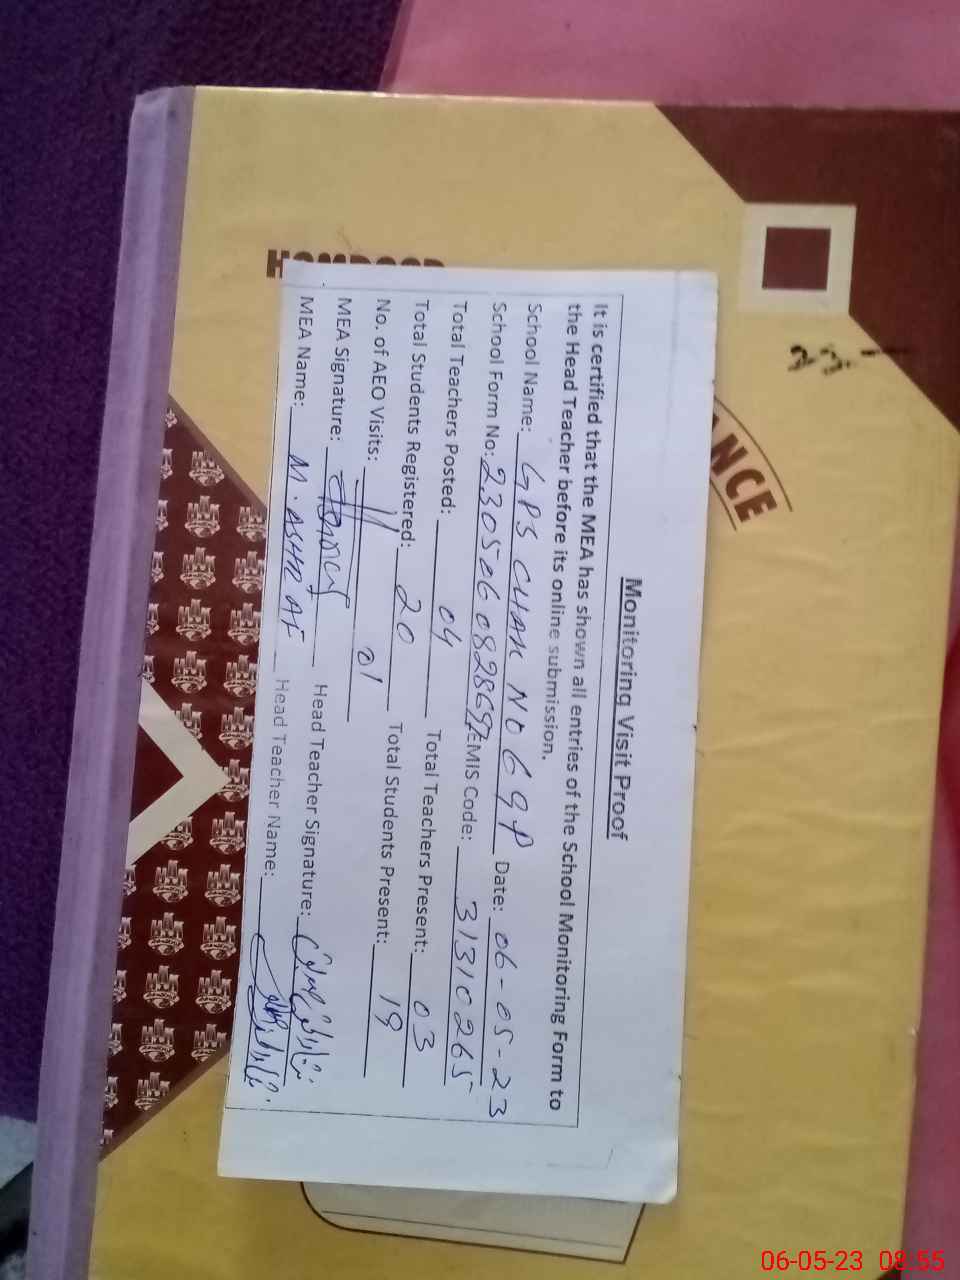 Monitoring Visit Proof
It is certified that the MEA has shown all entries of the School Monitoring Form to
the Head Teacher before its online submission.
School Name: GPS CHAK NO 69P Date: 06-05-23
School Form No: EMIS Code: 31310265
Total Teachers Posted: 04 Total Teachers Present: 03
Total Students Registered: 20 Total Students Present: 19
No. of AEO Visits: 01
MEA Signature: Head Teacher Signature:
MEA Name: M. ASHRAF Head Teacher Name:
NCE
06-05-23 08:55